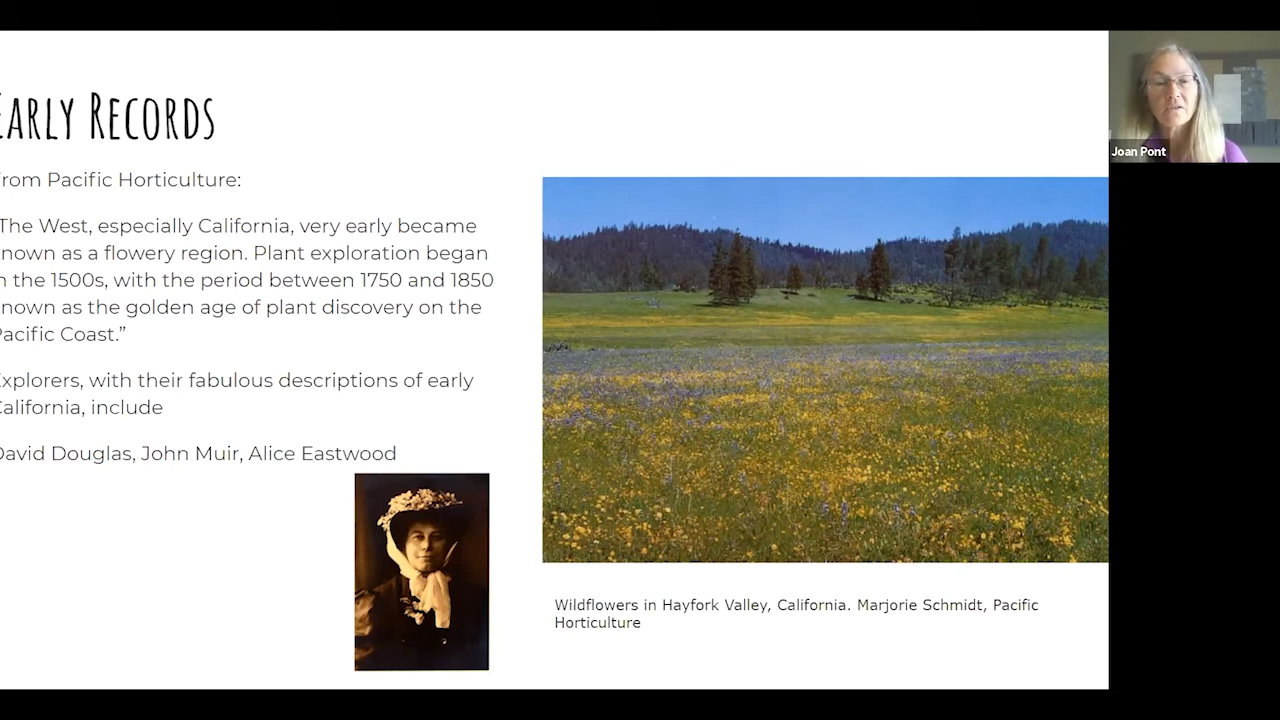 Early Records
rom Pacific Horticulture:
The West, especially California, very early became
nown as a flowery region. Plant exploration began
n the 1500s, with the period between 1750 and 1850
nown as the golden age of plant discovery on the
Pacific Coast.”
Explorers, with their fabulous descriptions of early
California, include
David Douglas, John Muir, Alice Eastwood
Wildflowers in Hayfork Valley, California. Marjorie Schmidt, Pacific
Horticulture
Joan Pont